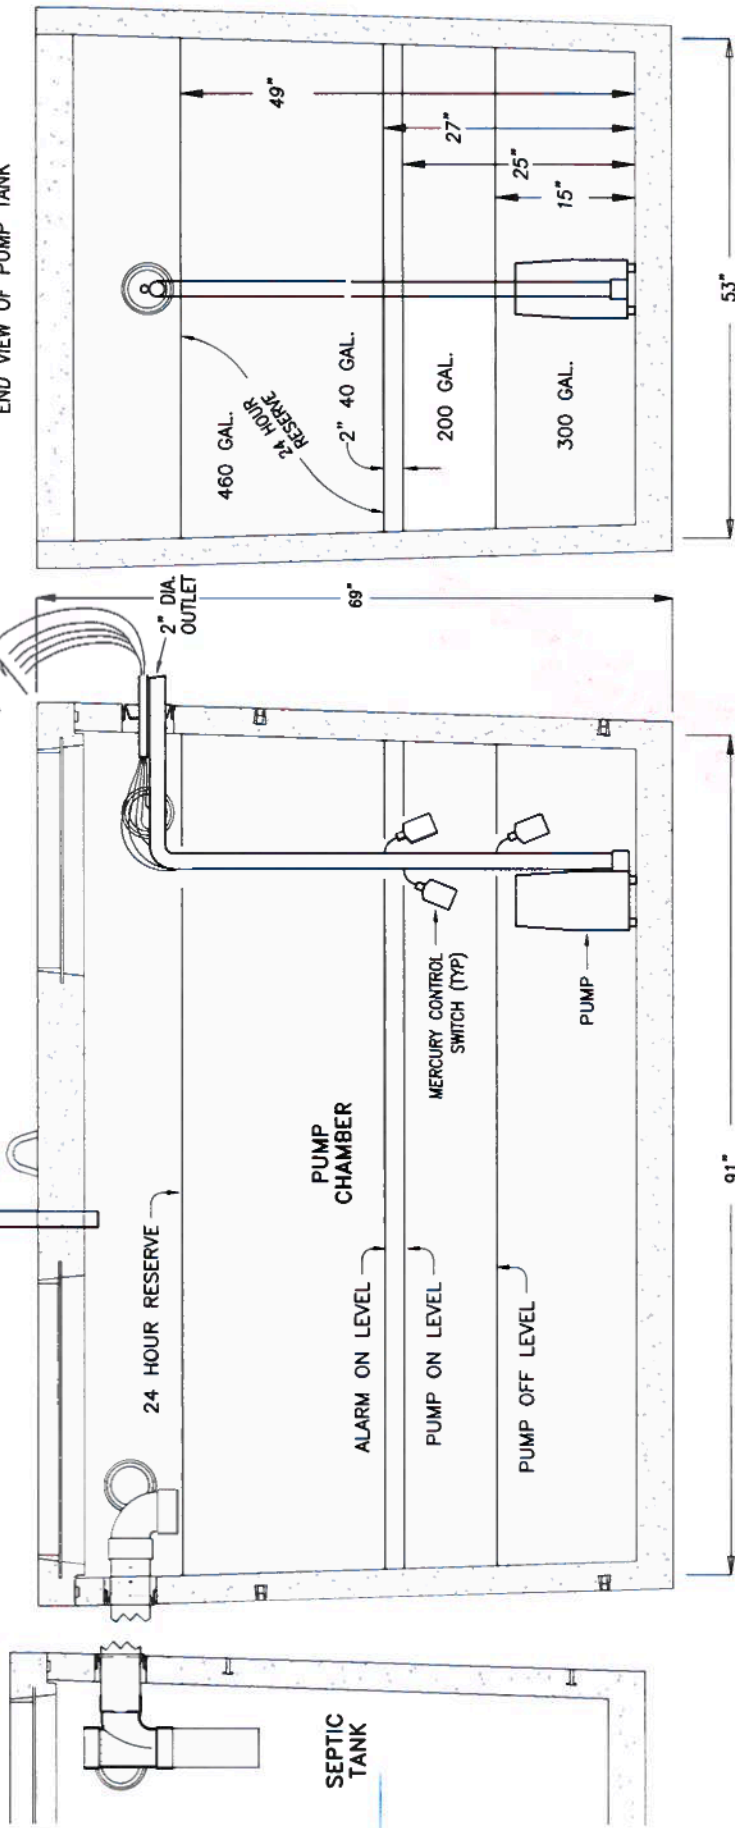 END VIEW OF PUMP TANK
SEPTIC
TANK
24 HOUR RESERVE
PUMP
CHAMBER
ALARM ON LEVEL
PUMP ON LEVEL
PUMP OFF LEVEL
MERCURY CONTROL
SWITCH (TYP)
PUMP
2" DIA.
OUTLET
69"
91"
460 GAL.
24 HOUR
RESERVE
2" 40 GAL.
200 GAL.
300 GAL.
49"
27"
25"
15"
53"